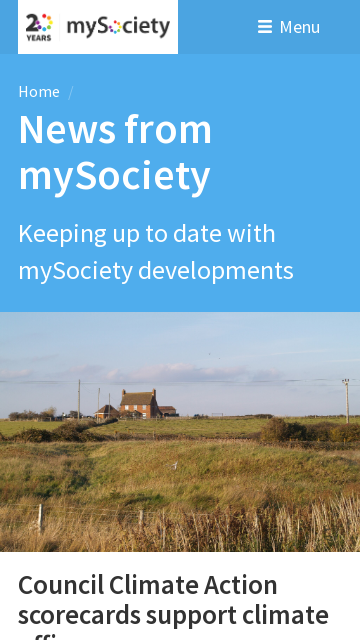 20 YEARS mySociety
Menu
Home /
News from
mySociety
Keeping up to date with
mySociety developments
Council Climate Action
scorecards support climate